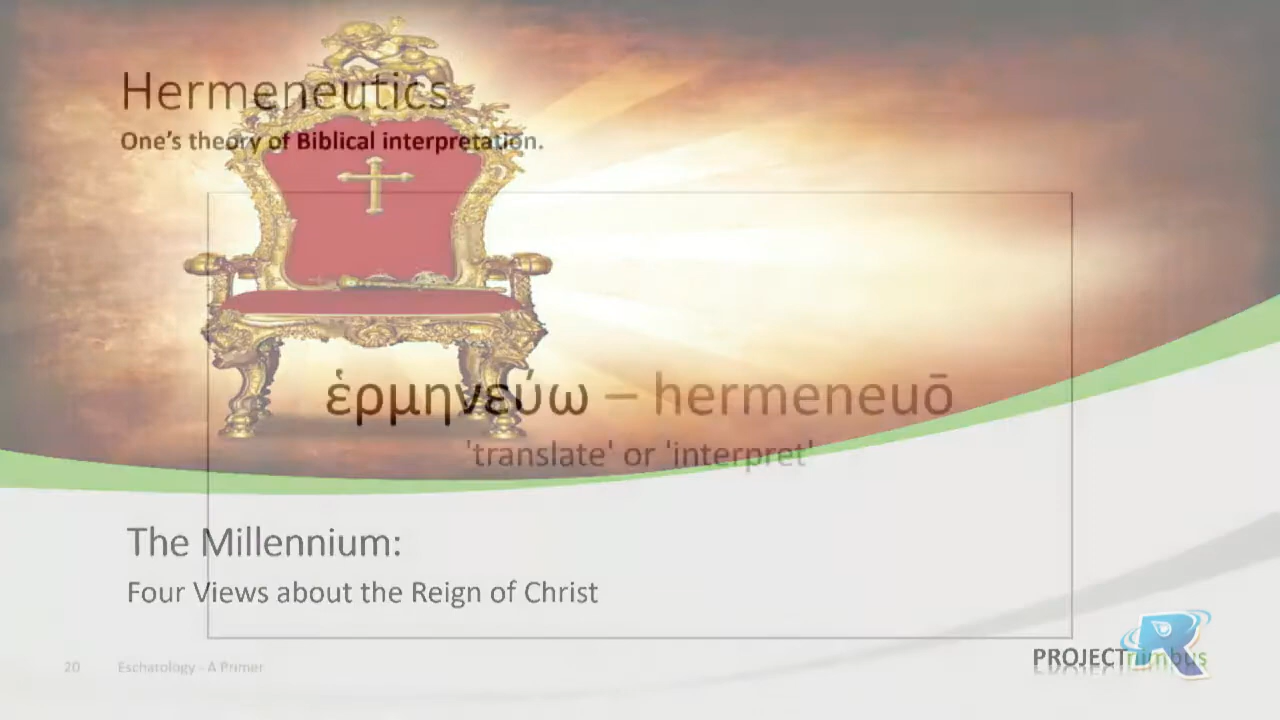 Hermeneutics
One's theory of Biblical interpretation.
ἑρμηνεύω – hermeneuō
'translate' or 'interpret'
The Millennium:
Four Views about the Reign of Christ
20 Eschatology - A Primer
PROJECTnimbus